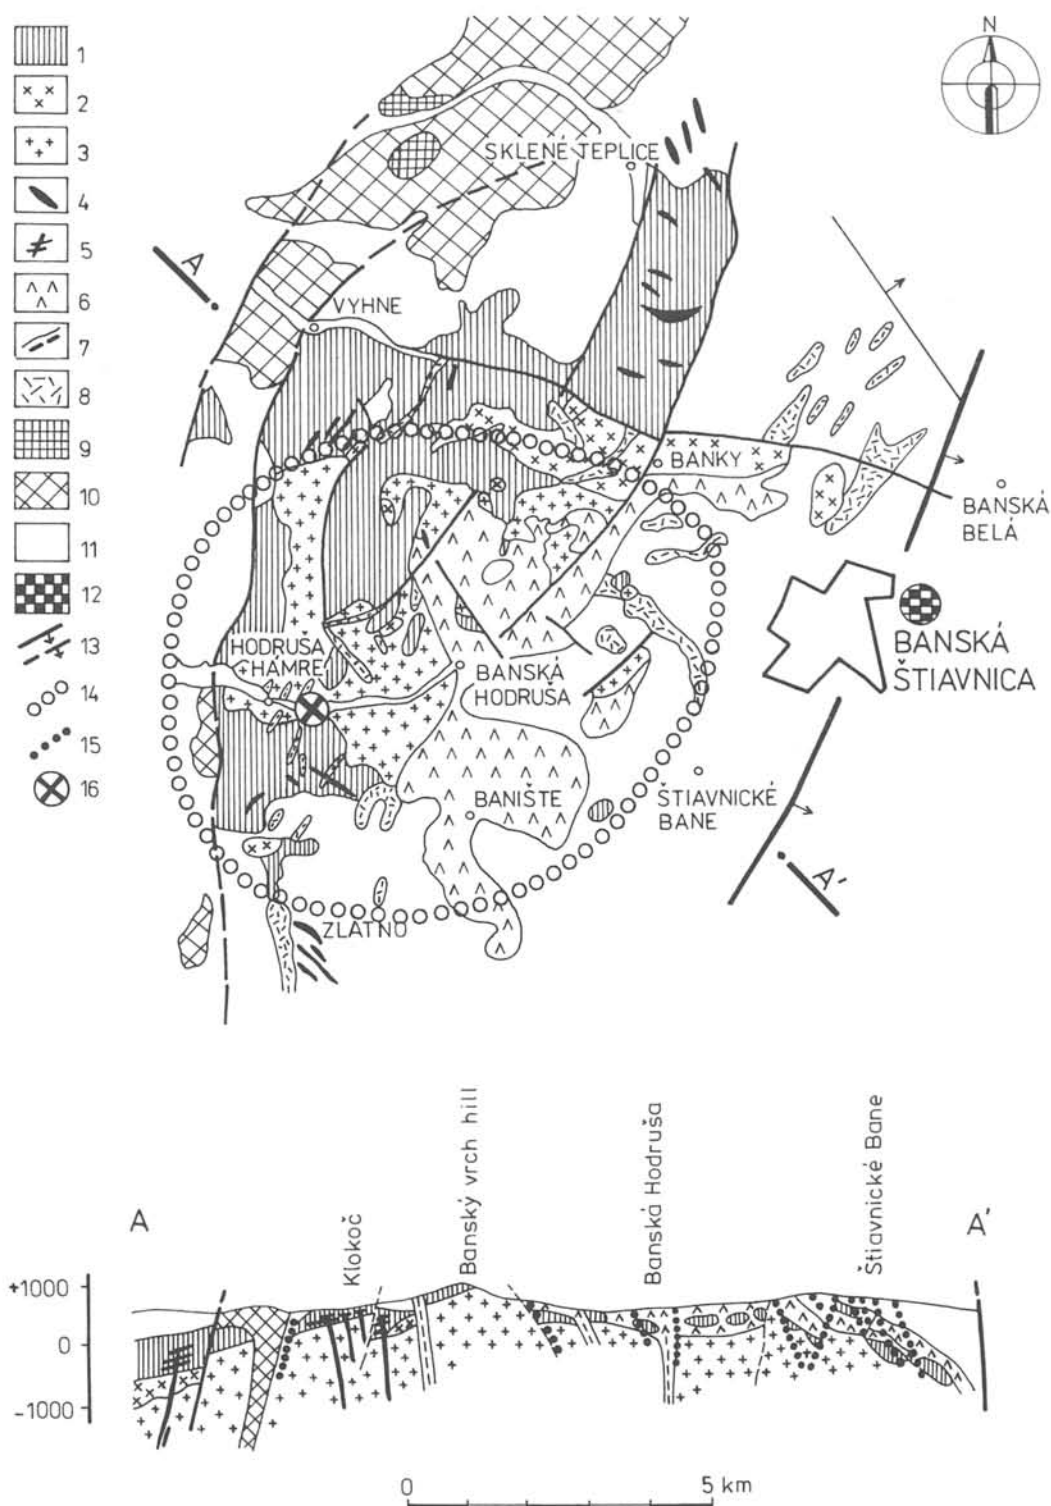 1
2
3
4
5
6
7
8
9
10
11
12
13
14
15
16
N
SKLENÉ TEPLICE
A
VYHNE
BANKY
BANSKÁ
BELÁ
BANSKÁ
ŠTIAVNICA
HODRUŠA
HÁMRE
BANSKÁ
HODRUŠA
BANIŠTE
ŠTIAVNICKÉ
BANE
A'
ZLATNO
A
Klokoč
Banský vrch hill
Banská Hodruša
Štiavnické Bane
A'
+1000
0
-1000
0
5 km